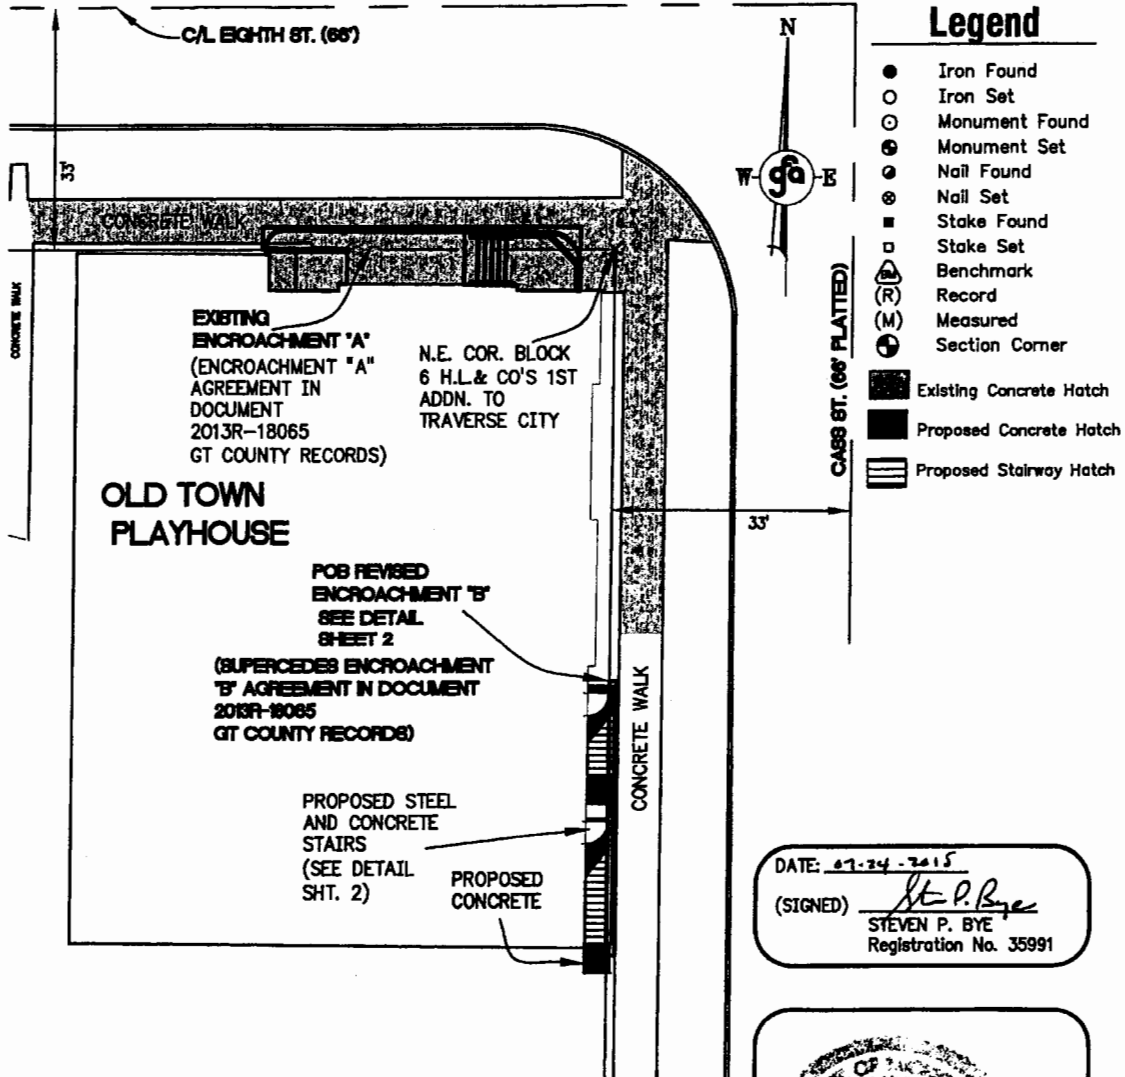 C/L EIGHTH ST. (66')
33'
CONCRETE WALK
CONCRETE WALK
N
W
gfa
E
Legend
Iron Found
Iron Set
Monument Found
Monument Set
Nail Found
Nail Set
Stake Found
Stake Set
BM
Benchmark
(R) Record
(M) Measured
Section Corner
Existing Concrete Hatch
Proposed Concrete Hatch
Proposed Stairway Hatch
CASS ST. (66' PLATTED)
33'
EXISTING
ENCROACHMENT "A"
(ENCROACHMENT "A"
AGREEMENT IN
DOCUMENT
2013R-18065
GT COUNTY RECORDS)
N.E. COR. BLOCK
6 H.L.& CO'S 1ST
ADDN. TO
TRAVERSE CITY
OLD TOWN
PLAYHOUSE
POB REVISED
ENCROACHMENT "B"
SEE DETAIL
SHEET 2
(SUPERCEDES ENCROACHMENT
"B" AGREEMENT IN DOCUMENT
2013R-18065
GT COUNTY RECORDS)
CONCRETE WALK
PROPOSED STEEL
AND CONCRETE
STAIRS
(SEE DETAIL
SHT. 2)
PROPOSED
CONCRETE
DATE: 07-24-2015
(SIGNED) Steven P. Bye
STEVEN P. BYE
Registration No. 35991